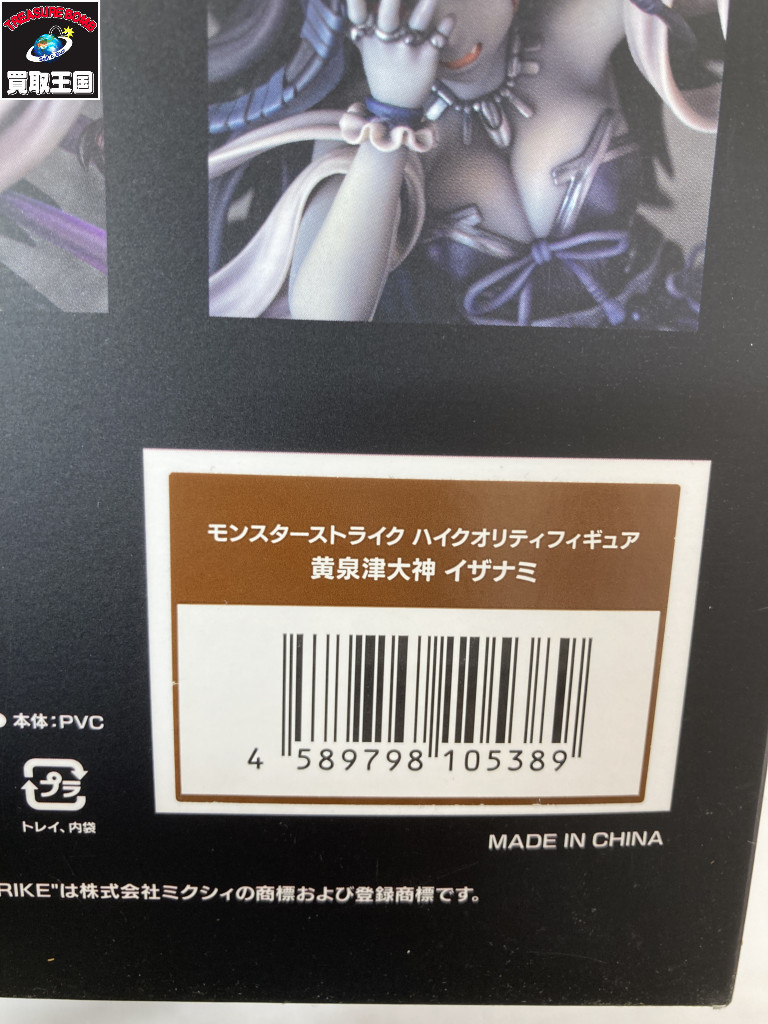 TREASURE BOMB
買取王国
モンスターストライク ハイクオリティフィギュア
黄泉津大神 イザナミ
4 589798 105389
本体：PVC
プラ
トレイ、内袋
MADE IN CHINA
RIKE"は株式会社ミクシィの商標および登録商標です。